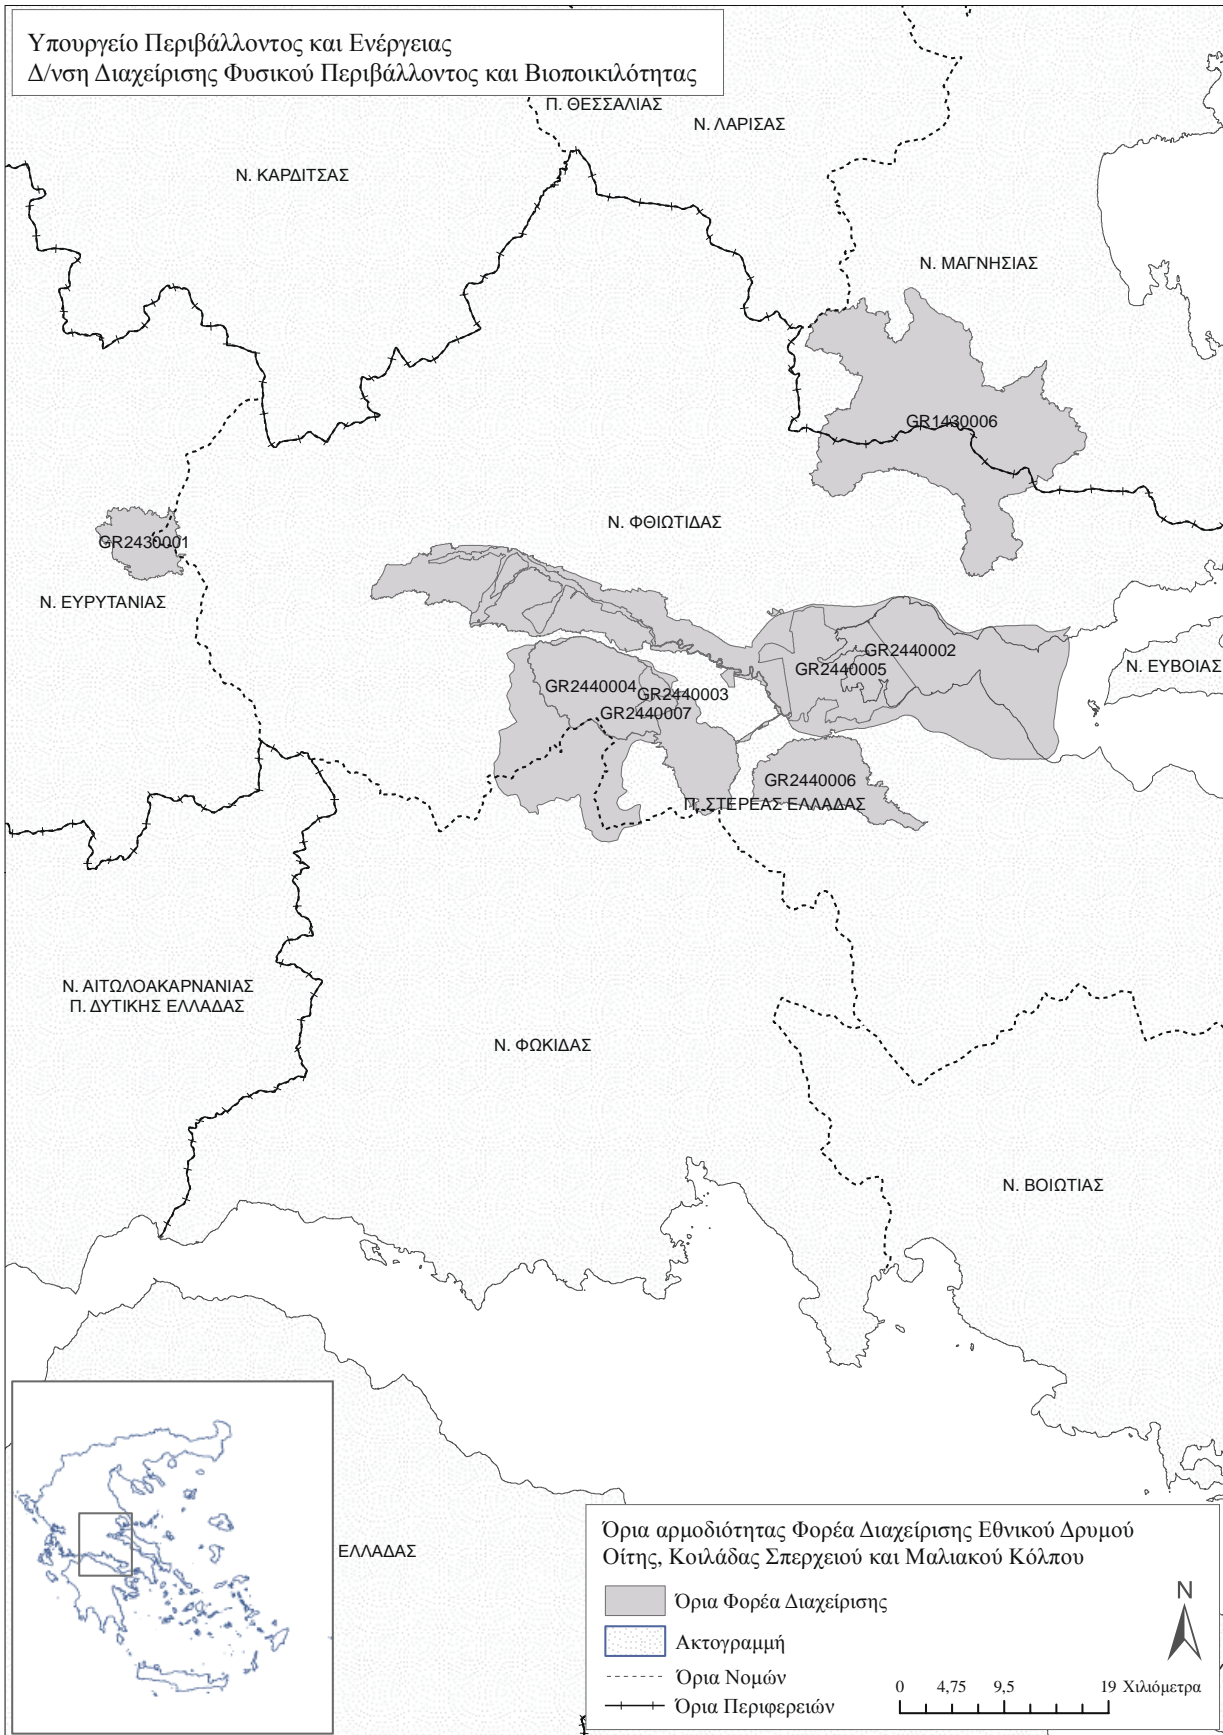 Υπουργείο Περιβάλλοντος και Ενέργειας
Δ/νση Διαχείρισης Φυσικού Περιβάλλοντος και Βιοποικιλότητας
Π. ΘΕΣΣΑΛΙΑΣ
Ν. ΛΑΡΙΣΑΣ
Ν. ΚΑΡΔΙΤΣΑΣ
Ν. ΜΑΓΝΗΣΙΑΣ
GR1430006
Ν. ΦΘΙΩΤΙΔΑΣ
GR2430001
Ν. ΕΥΡΥΤΑΝΙΑΣ
GR2440002
GR2440005
Ν. ΕΥΒΟΙΑΣ
GR2440004
GR2440003
GR2440007
GR2440006
Π. ΣΤΕΡΕΑΣ ΕΛΛΑΔΑΣ
Ν. ΑΙΤΩΛΟΑΚΑΡΝΑΝΙΑΣ
Π. ΔΥΤΙΚΗΣ ΕΛΛΑΔΑΣ
Ν. ΦΩΚΙΔΑΣ
Ν. ΒΟΙΩΤΙΑΣ
ΕΛΛΑΔΑΣ
Όρια αρμοδιότητας Φορέα Διαχείρισης Εθνικού Δρυμού
Οίτης, Κοιλάδας Σπερχειού και Μαλιακού Κόλπου
Όρια Φορέα Διαχείρισης
Ακτογραμμή
Όρια Νομών
Όρια Περιφερειών
N
0 4,75 9,5 19 Χιλιόμετρα